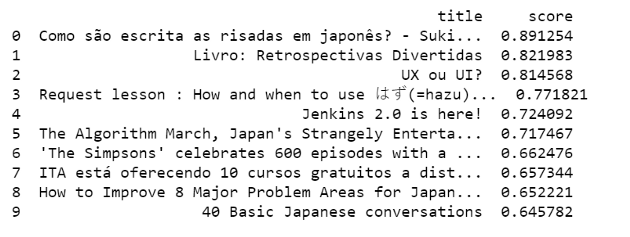 title score
0 Como são escrita as risadas em japonês? - Suki... 0.891254
1 Livro: Retrospectivas Divertidas 0.821983
2 UX ou UI? 0.814568
3 Request lesson : How and when to use はず(=hazu)... 0.771821
4 Jenkins 2.0 is here! 0.724092
5 The Algorithm March, Japan's Strangely Enterta... 0.717467
6 'The Simpsons' celebrates 600 episodes with a ... 0.662476
7 ITA está oferecendo 10 cursos gratuitos a dist... 0.657344
8 How to Improve 8 Major Problem Areas for Japan... 0.652221
9 40 Basic Japanese conversations 0.645782